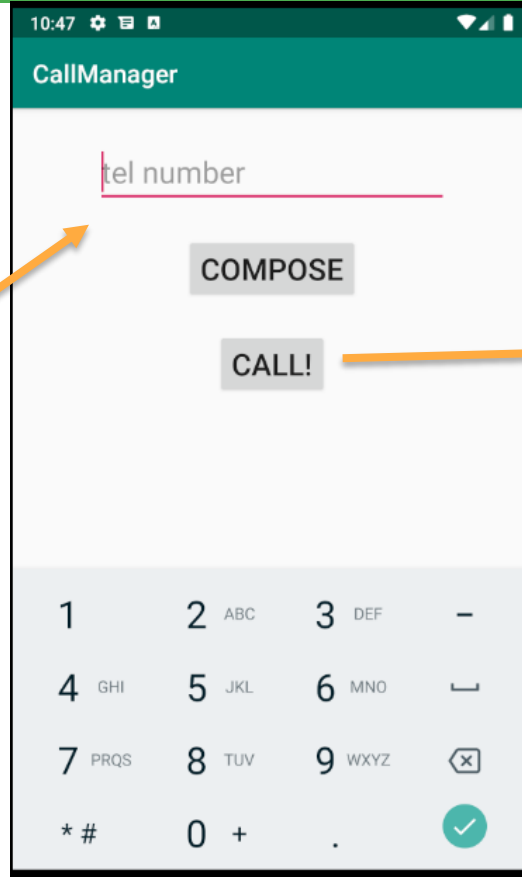 10:47
CallManager
tel number
COMPOSE
CALL!
1 2 ABC 3 DEF -
4 GHI 5 JKL 6 MNO
7 PRQS 8 TUV 9 WXYZ
* # 0 + .